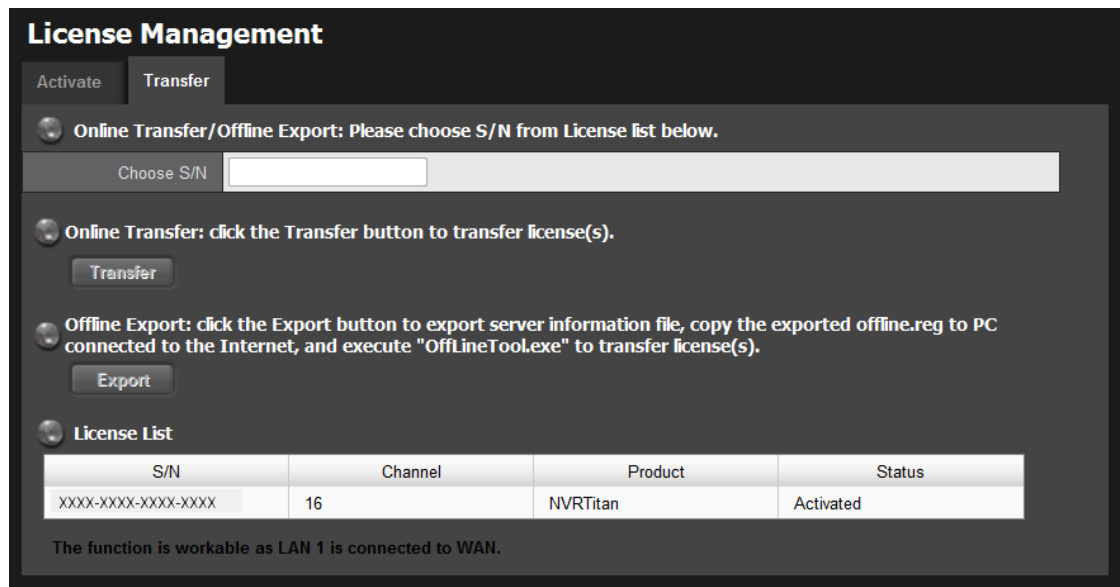 License Management
Activate Transfer
Online Transfer/Offline Export: Please choose S/N from License list below.
Choose S/N
Online Transfer: click the Transfer button to transfer license(s).
Transfer
Offline Export: click the Export button to export server information file, copy the exported offline.reg to PC
connected to the Internet, and execute "OffLineTool.exe" to transfer license(s).
Export
License List
S/N Channel Product Status
XXXX-XXXX-XXXX-XXXX 16 NVRTitan Activated
The function is workable as LAN 1 is connected to WAN.